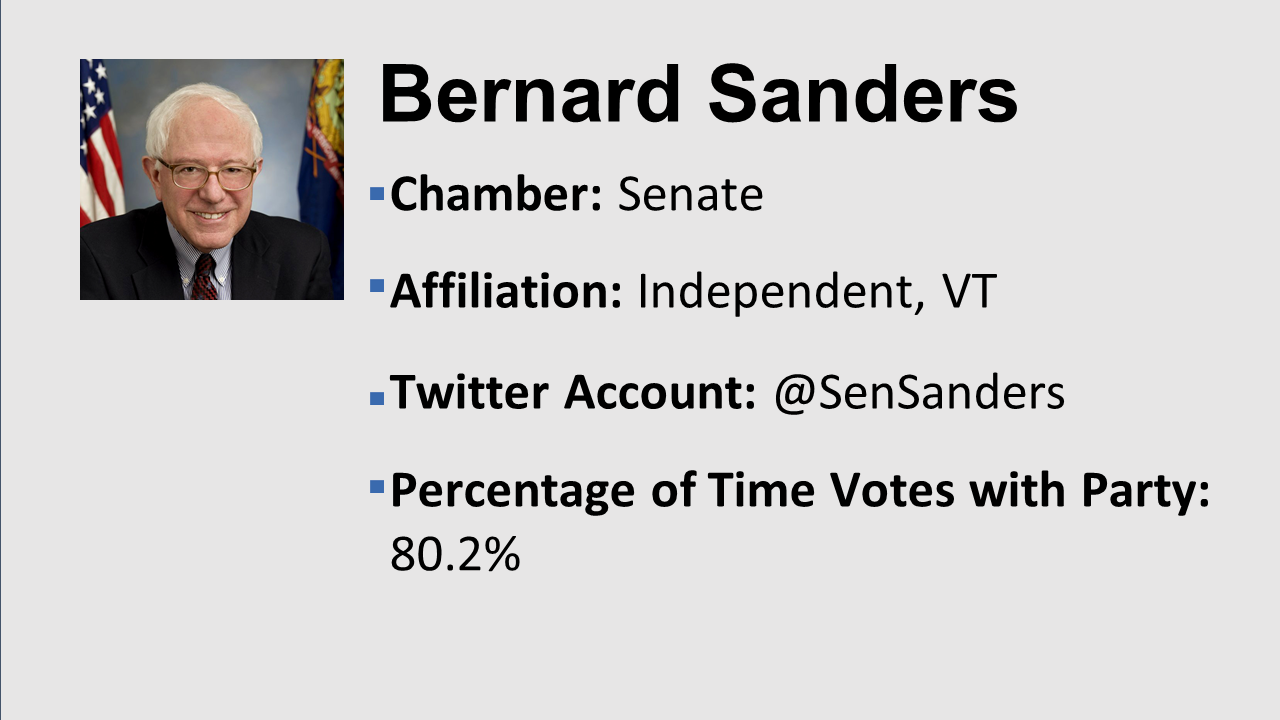 Bernard Sanders
Chamber: Senate
Affiliation: Independent, VT
Twitter Account: @SenSanders
Percentage of Time Votes with Party:
80.2%